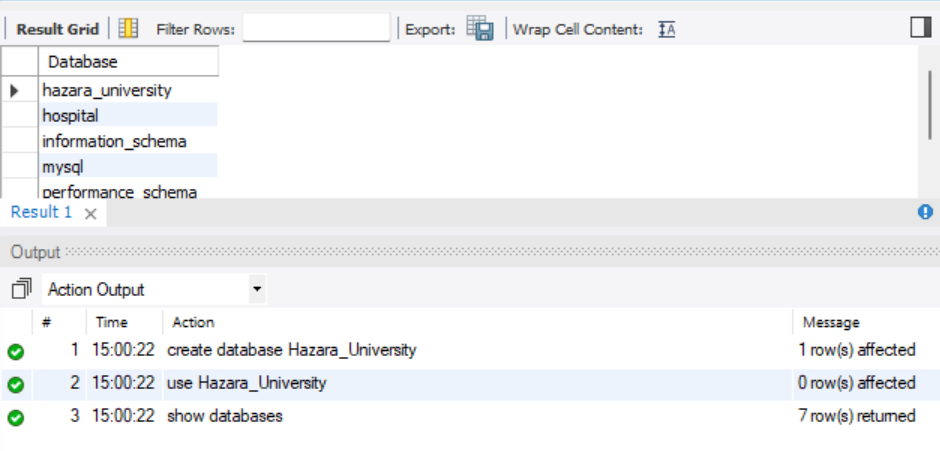 Result Grid Filter Rows: Export: Wrap Cell Content: IA
Database
hazara_university
hospital
information_schema
mysql
performance_schema
Result 1 ×
Output
Action Output
# Time Action Message
1 15:00:22 create database Hazara_University 1 row(s) affected
2 15:00:22 use Hazara_University 0 row(s) affected
3 15:00:22 show databases 7 row(s) returned